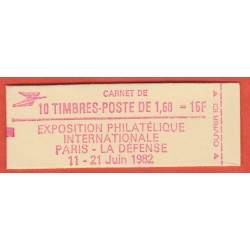 CARNET DE
10 TIMBRES-POSTE DE 1,60 = 16F
EXPOSITION PHILATÉLIQUE
INTERNATIONALE
PARIS - LA DÉFENSE
11 - 21 Juin 1982
OUVRIR ICI